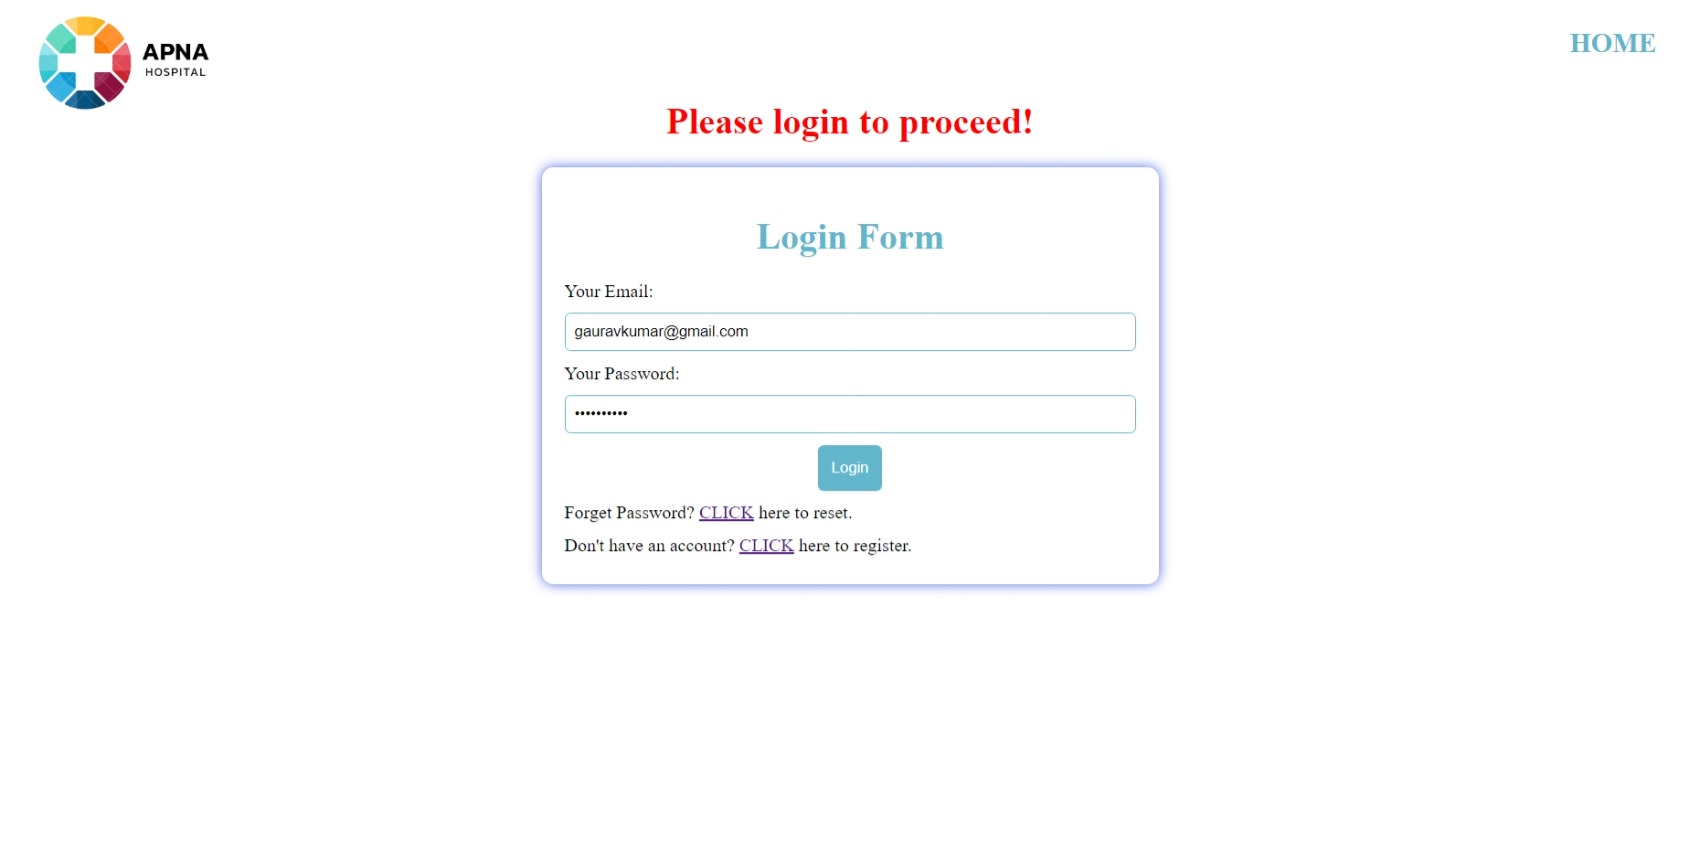 APNA
HOSPITAL
HOME
Please login to proceed!
Login Form
Your Email:
gauravkumar@gmail.com
Your Password:
••••••••••
Login
Forget Password? CLICK here to reset.
Don't have an account? CLICK here to register.